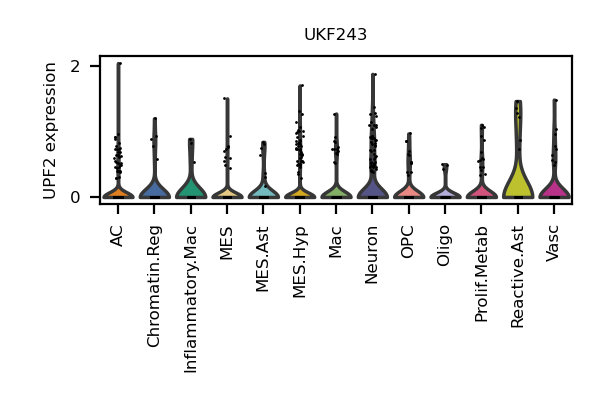 UKF243
UPF2 expression
2
0
AC
Chromatin.Reg
Inflammatory.Mac
MES
MES.Ast
MES.Hyp
Mac
Neuron
OPC
Oligo
Prolif.Metab
Reactive.Ast
Vasc